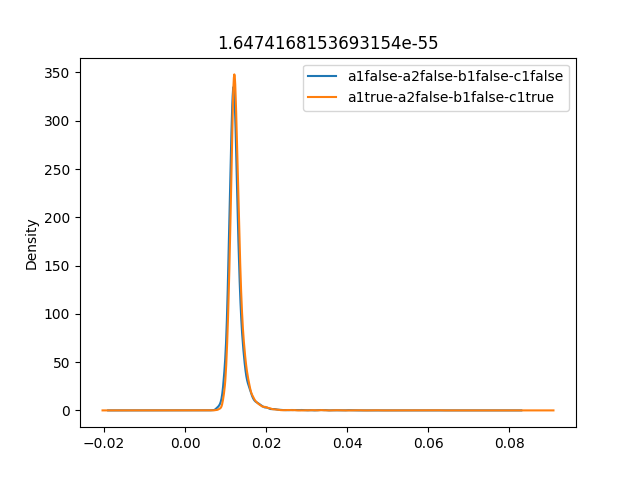 1.6474168153693154e-55
a1false-a2false-b1false-c1false
a1true-a2false-b1false-c1true
Density
350
300
250
200
150
100
50
0
−0.02 0.00 0.02 0.04 0.06 0.08